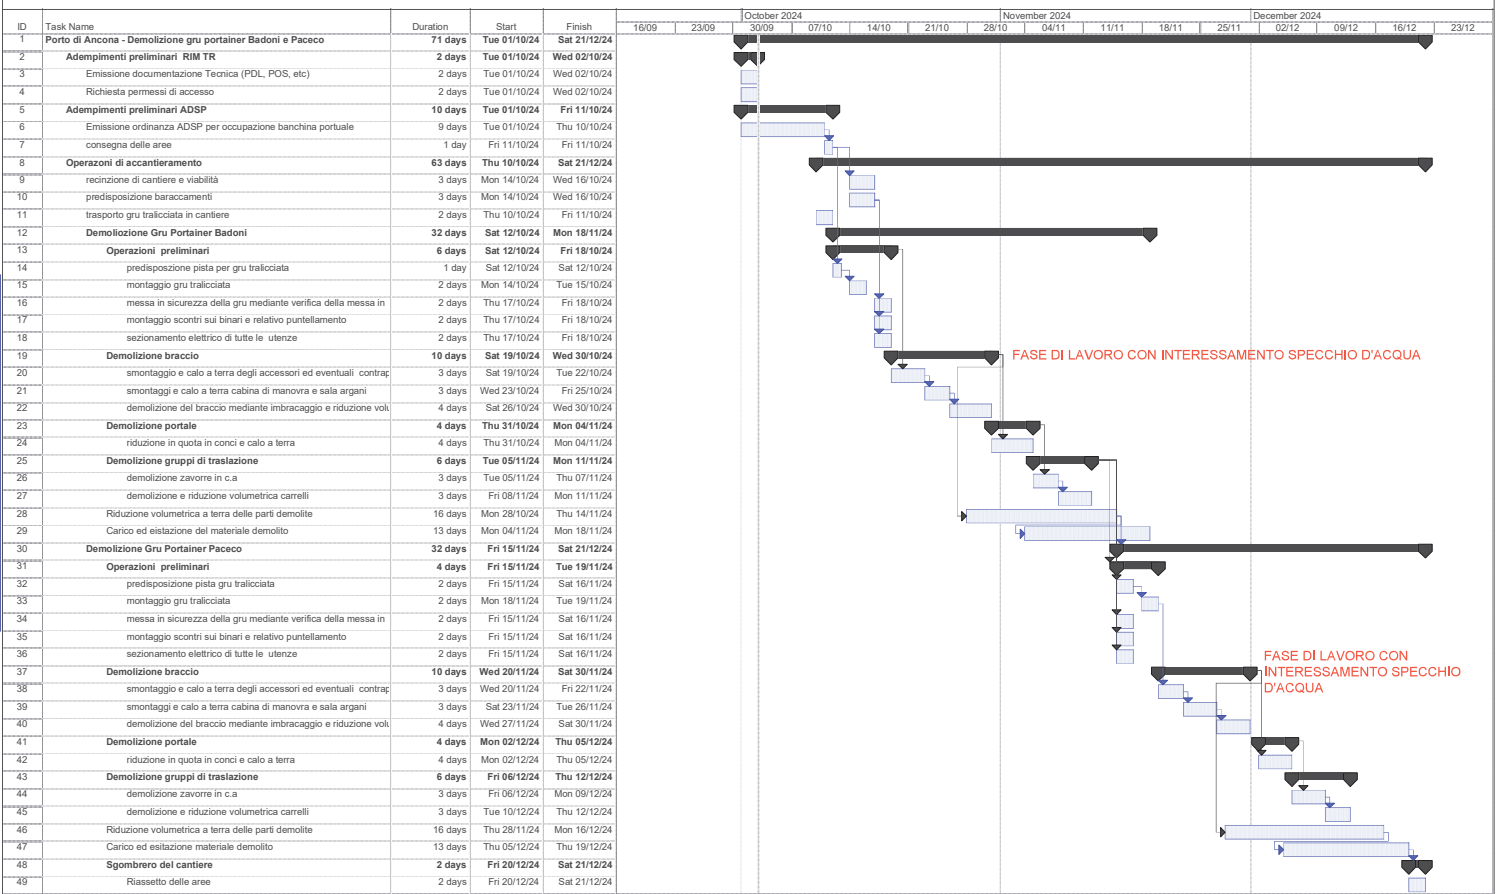 October 2024 November 2024 December 2024
ID Task Name Duration Start Finish 16/09 23/09 30/09 07/10 14/10 21/10 28/10 04/11 11/11 18/11 25/11 02/12 09/12 16/12 23/12
1 Porto di Ancona - Demolizione gru portainer Badoni e Paceco 71 days Tue 01/10/24 Sat 21/12/24
2 Adempimenti preliminari RIM TR 2 days Tue 01/10/24 Wed 02/10/24
3 Emissione documentazione Tecnica (PDL, POS, etc) 2 days Tue 01/10/24 Wed 02/10/24
4 Richiesta permessi di accesso 2 days Tue 01/10/24 Wed 02/10/24
5 Adempimenti preliminari ADSP 10 days Tue 01/10/24 Fri 11/10/24
6 Emissione ordinanza ADSP per occupazione banchina portuale 9 days Tue 01/10/24 Thu 10/10/24
7 consegna delle aree 1 day Fri 11/10/24 Fri 11/10/24
8 Operazoni di accantieramento 63 days Thu 10/10/24 Sat 21/12/24
9 recinzione di cantiere e viabilità 3 days Mon 14/10/24 Wed 16/10/24
10 predisposizione baraccamenti 3 days Mon 14/10/24 Wed 16/10/24
11 trasporto gru tralicciata in cantiere 2 days Thu 10/10/24 Fri 11/10/24
12 Demoliozione Gru Portainer Badoni 32 days Sat 12/10/24 Mon 18/11/24
13 Operazioni preliminari 6 days Sat 12/10/24 Fri 18/10/24
14 predisposizione pista per gru tralicciata 1 day Sat 12/10/24 Sat 12/10/24
15 montaggio gru tralicciata 2 days Mon 14/10/24 Tue 15/10/24
16 messa in sicurezza della gru mediante verifica della messa in 2 days Thu 17/10/24 Fri 18/10/24
17 montaggio scontri sui binari e relativo puntellamento 2 days Thu 17/10/24 Fri 18/10/24
18 sezionamento elettrico di tutte le utenze 2 days Thu 17/10/24 Fri 18/10/24
19 Demolizione braccio 10 days Sat 19/10/24 Wed 30/10/24 FASE DI LAVORO CON INTERESSAMENTO SPECCHIO D'ACQUA
20 smontaggi e calo a terra degli accessori ed eventuali contrap 3 days Sat 19/10/24 Tue 22/10/24
21 smontaggi e calo a terra cabina di manovra e sala argani 3 days Wed 23/10/24 Fri 25/10/24
22 demolizione del braccio mediante imbracaggio e riduzione volu 4 days Sat 26/10/24 Wed 30/10/24
23 Demolizione portale 4 days Thu 31/10/24 Mon 04/11/24
24 riduzione in quota in conci e calo a terra 4 days Thu 31/10/24 Mon 04/11/24
25 Demolizione gruppi di traslazione 6 days Tue 05/11/24 Mon 11/11/24
26 demolizione zavorre in c.a 3 days Tue 05/11/24 Thu 07/11/24
27 demolizione e riduzione volumetrica carrelli 3 days Fri 08/11/24 Mon 11/11/24
28 Riduzione volumetrica a terra delle parti demolite 16 days Mon 28/10/24 Thu 14/11/24
29 Carico ed eistazione del materiale demolito 13 days Mon 04/11/24 Mon 18/11/24
30 Demolizione Gru Portainer Paceco 32 days Fri 15/11/24 Sat 21/12/24
31 Operazioni preliminari 4 days Fri 15/11/24 Tue 19/11/24
32 predisposizione pista gru tralicciata 2 days Fri 15/11/24 Sat 16/11/24
33 montaggio gru tralicciata 2 days Mon 18/11/24 Tue 19/11/24
34 messa in sicurezza della gru mediante verifica della messa in 2 days Fri 15/11/24 Sat 16/11/24
35 montaggio scontri sui binari e relativo puntellamento 2 days Fri 15/11/24 Sat 16/11/24
36 sezionamento elettrico di tutte le utenze 2 days Fri 15/11/24 Sat 16/11/24
FASE DI LAVORO CON
37 Demolizione braccio 10 days Wed 20/11/24 Sat 30/11/24 INTERESSAMENTO SPECCHIO
38 smontaggio e calo a terra degli accessori ed eventuali contrap 3 days Wed 20/11/24 Fri 22/11/24 D'ACQUA
39 smontaggi e calo a terra cabina di manovra e sala argani 3 days Sat 23/11/24 Tue 26/11/24
40 demolizione del braccio mediante imbracaggio e riduzione volu 4 days Wed 27/11/24 Sat 30/11/24
41 Demolizione portale 4 days Mon 02/12/24 Thu 05/12/24
42 riduzione in quota in conci e calo a terra 4 days Mon 02/12/24 Thu 05/12/24
43 Demolizione gruppi di traslazione 6 days Fri 06/12/24 Thu 12/12/24
44 demolizione zavorre in c.a 3 days Fri 06/12/24 Mon 09/12/24
45 demolizione e riduzione volumetrica carrelli 3 days Tue 10/12/24 Thu 12/12/24
46 Riduzione volumetrica a terra delle parti demolite 16 days Thu 28/11/24 Mon 16/12/24
47 Carico ed esitazione materiale demolito 13 days Thu 05/12/24 Thu 19/12/24
48 Sgombrero del cantiere 2 days Fri 20/12/24 Sat 21/12/24
49 Riassetto delle aree 2 days Fri 20/12/24 Sat 21/12/24